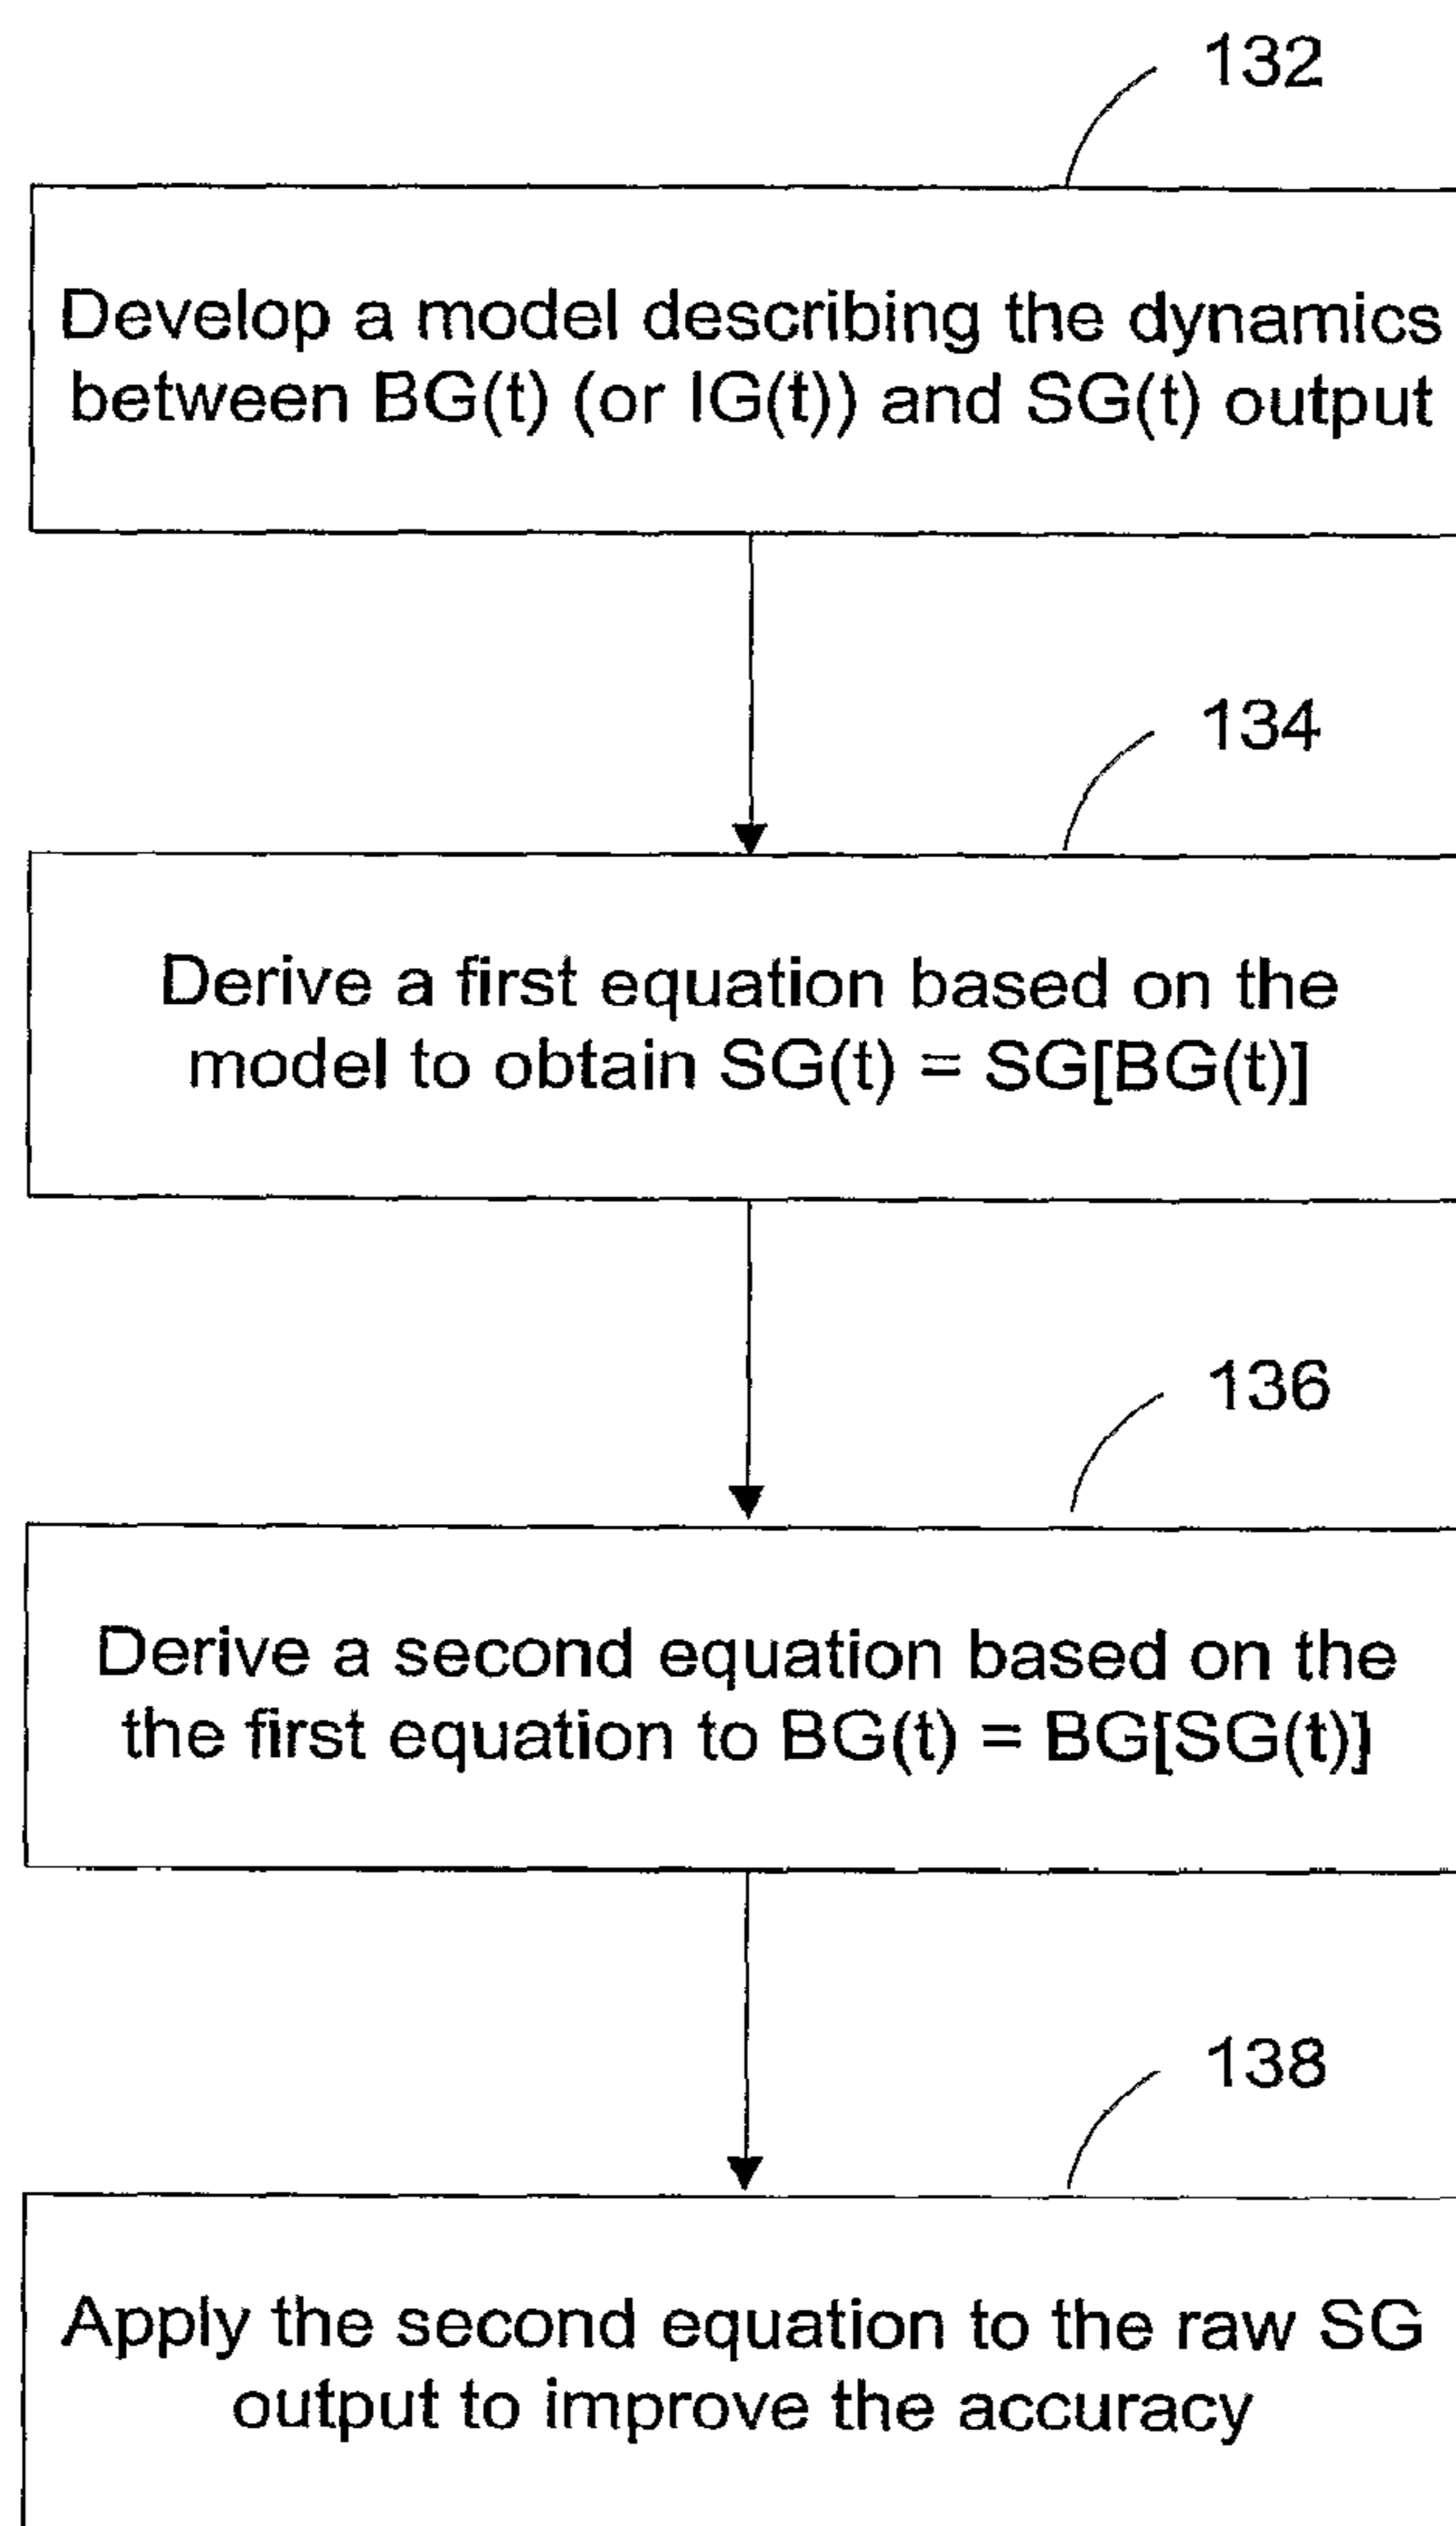 132
Develop a model describing the dynamics
between BG(t) (or IG(t)) and SG(t) output
134
Derive a first equation based on the
model to obtain SG(t) = SG[BG(t)]
136
Derive a second equation based on the
the first equation to BG(t) = BG[SG(t)]
138
Apply the second equation to the raw SG
output to improve the accuracy